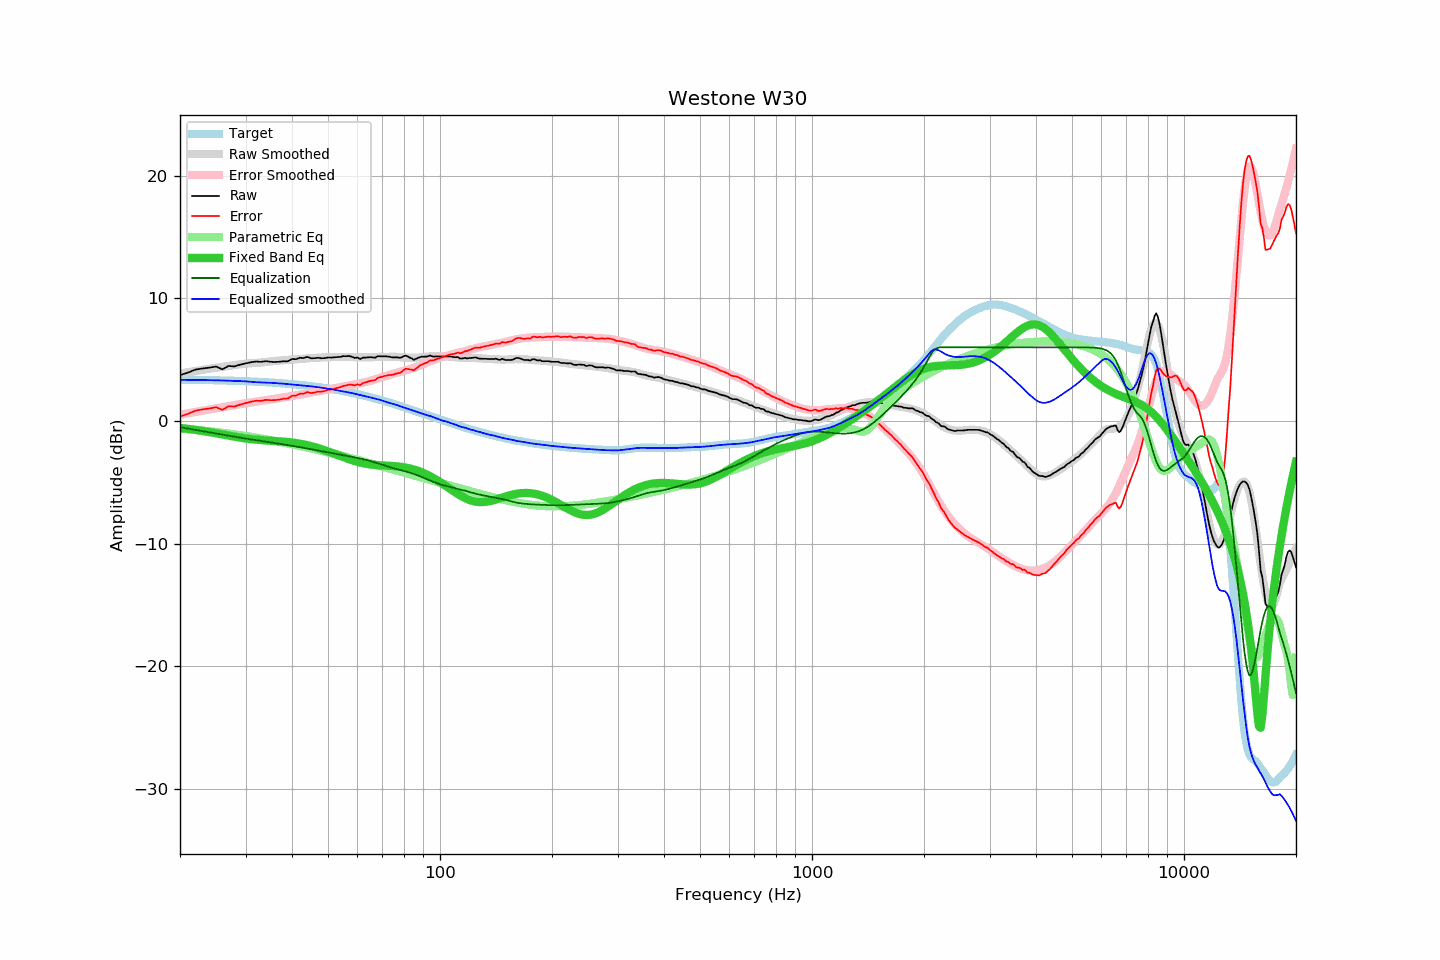 Westone W30
Target
Raw Smoothed
Error Smoothed
Raw
Error
Parametric Eq
Fixed Band Eq
Equalization
Equalized smoothed
20
10
0
−10
−20
−30
Amplitude (dBr)
100
1000
10000
Frequency (Hz)